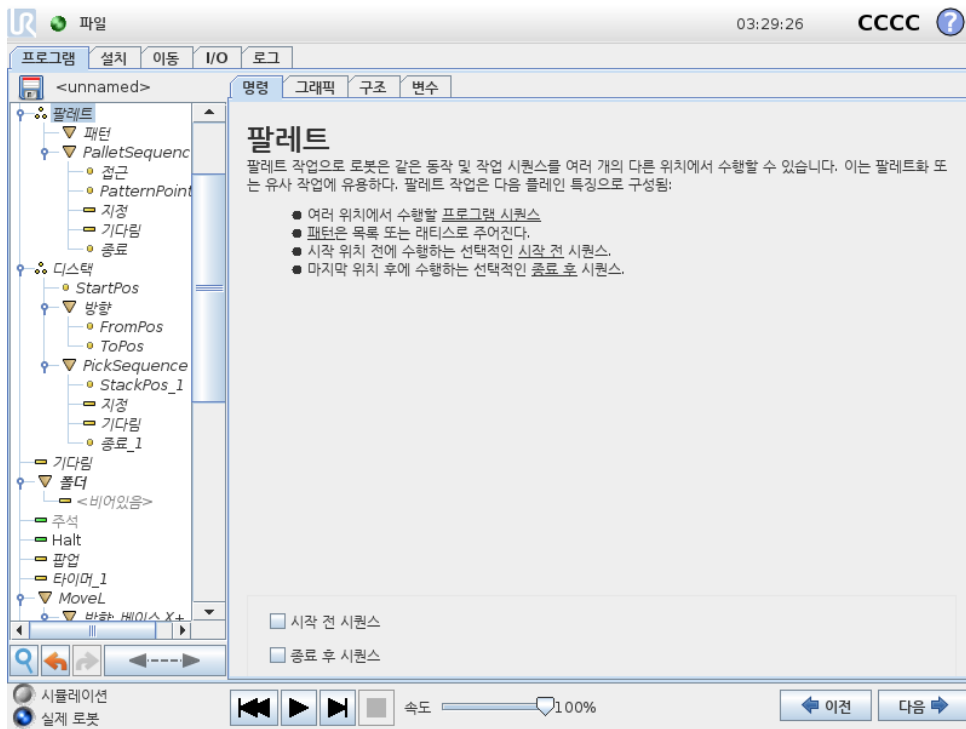 파일
03:29:26
CCCC
?
프로그램 설치 이동 I/O 로그
<unnamed>
명령 그래픽 구조 변수
팔레트
패턴
PalletSequenc
접근
PatternPoint
지정
기다림
종료
디스택
StartPos
방향
FromPos
ToPos
PickSequence
StackPos_1
지정
기다림
종료_1
기다림
폴더
<비어있음>
주석
Halt
팝업
타이머_1
MoveL
방향: 베이스 X+
팔레트
팔레트 작업으로 로봇은 같은 동작 및 작업 시퀀스를 여러 개의 다른 위치에서 수행할 수 있습니다. 이는 팔레트화 또
는 유사 작업에 유용하다. 팔레트 작업은 다음 플레인 특징으로 구성됨:
여러 위치에서 수행할 프로그램 시퀀스
패턴은 목록 또는 래티스로 주어진다.
시작 위치 전에 수행하는 선택적인 시작 전 시퀀스.
마지막 위치 후에 수행하는 선택적인 종료 후 시퀀스.
시작 전 시퀀스
종료 후 시퀀스
시뮬레이션
실제 로봇
속도
100%
이전
다음